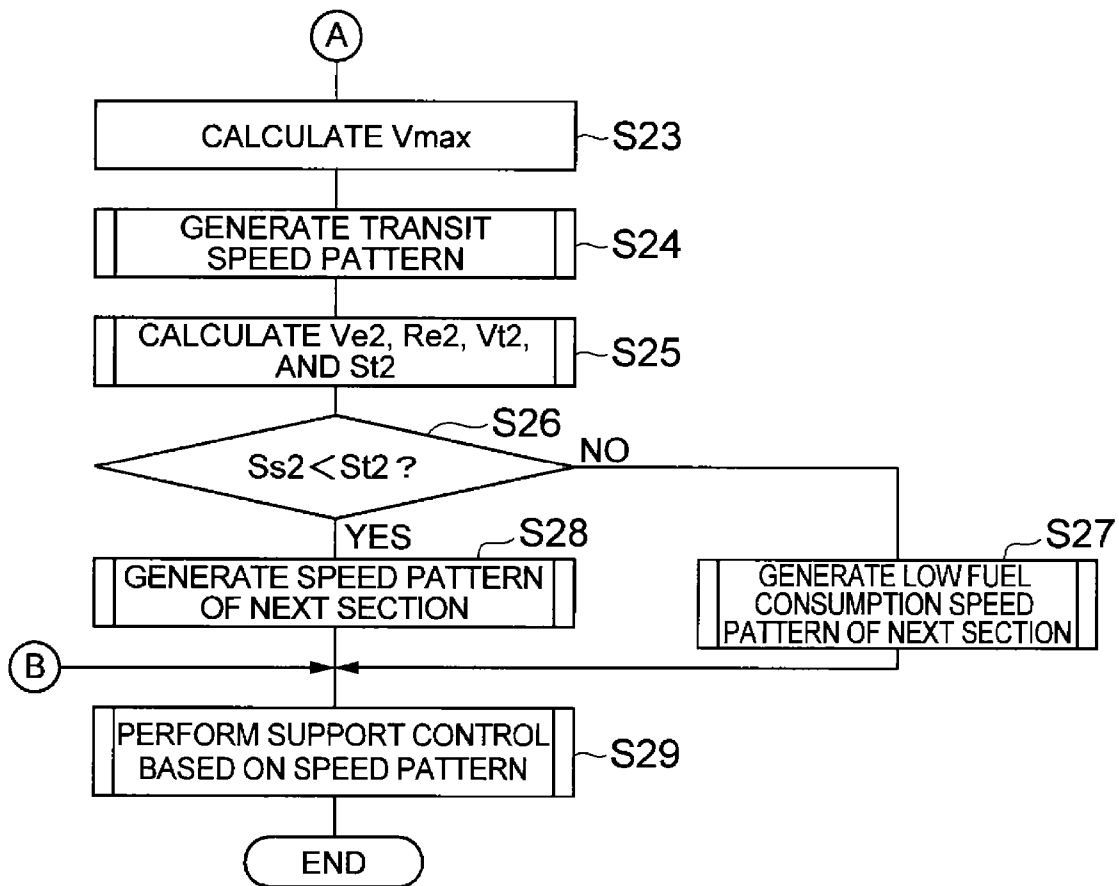 A
CALCULATE Vmax
S23
GENERATE TRANSIT
SPEED PATTERN
S24
CALCULATE Ve2, Re2, Vt2,
AND St2
S25
S26
Ss2<St2?
NO
YES
S28
GENERATE SPEED PATTERN
OF NEXT SECTION
S27
GENERATE LOW FUEL
CONSUMPTION SPEED
PATTERN OF NEXT SECTION
B
PERFORM SUPPORT CONTROL
BASED ON SPEED PATTERN
S29
END